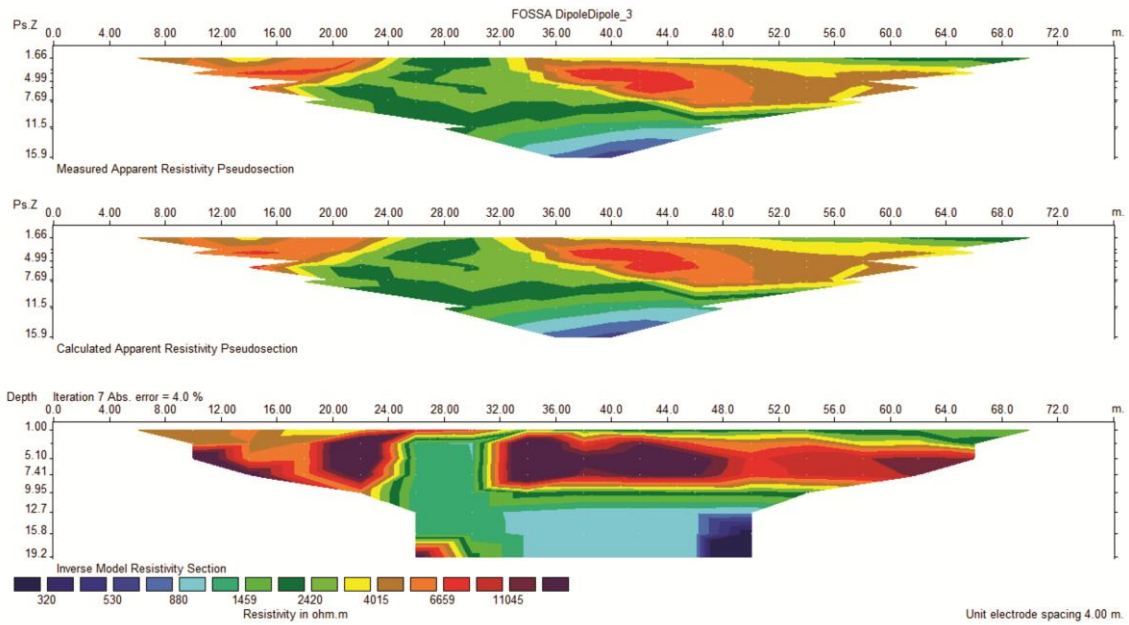 FOSSA DipoleDipole_3
Ps.Z
0.0 4.00 8.00 12.00 16.00 20.00 24.00 28.00 32.00 36.0 40.0 44.0 48.0 52.0 56.0 60.0 64.0 68.0 72.0 m.
1.66
4.99
7.69
11.5
15.9
Measured Apparent Resistivity Pseudosection
Ps.Z
0.0 4.00 8.00 12.00 16.00 20.00 24.00 28.00 32.00 36.0 40.0 44.0 48.0 52.0 56.0 60.0 64.0 68.0 72.0 m.
1.66
4.99
7.69
11.5
15.9
Calculated Apparent Resistivity Pseudosection
Depth Iteration 7 Abs. error = 4.0 %
0.0 4.00 8.00 12.00 16.00 20.00 24.00 28.00 32.00 36.0 40.0 44.0 48.0 52.0 56.0 60.0 64.0 68.0 72.0 m.
1.00
5.10
7.41
9.95
12.7
15.8
19.2
Inverse Model Resistivity Section
320 530 880 1459 2420 4015 6659 11045
Resistivity in ohm.m
Unit electrode spacing 4.00 m.